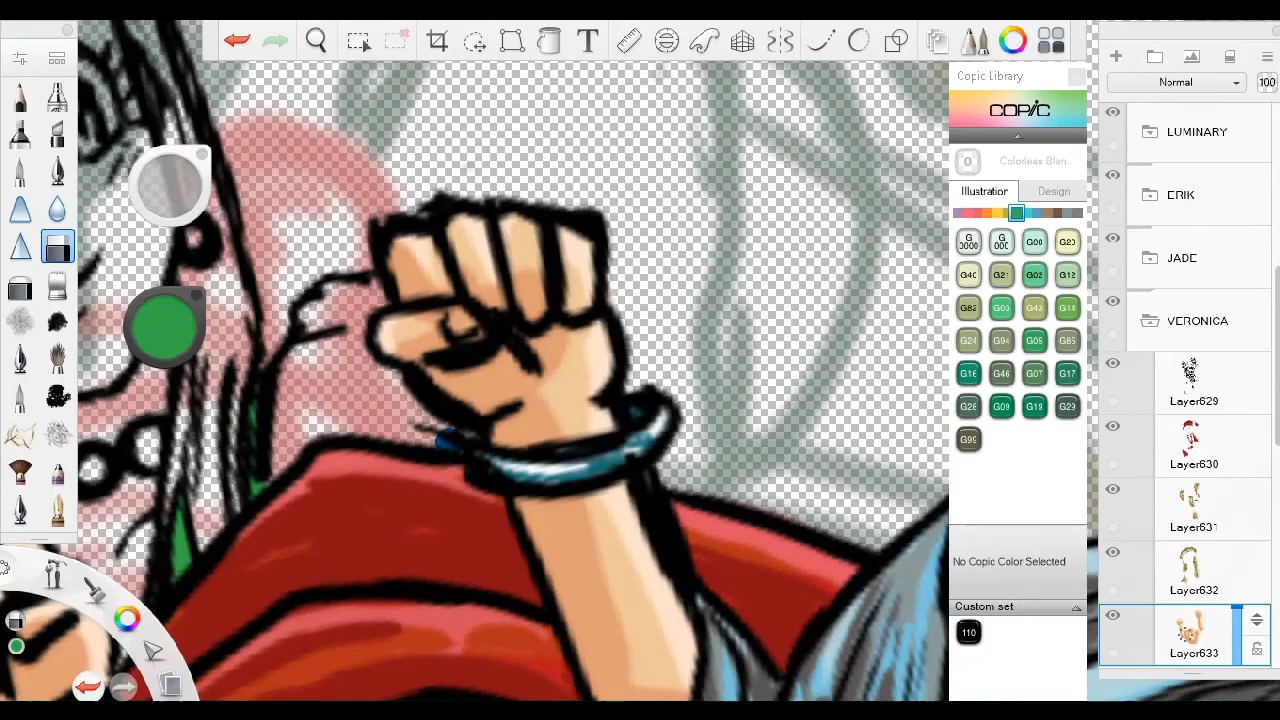 T
Copic Library
COPIC
0 Colorless Blan..
Illustration Design
G0000 G000 G00 G20
G40 G21 G02 G12
G82 G03 G43 G14
G24 G94 G05 G85
G16 G46 G07 G17
G28 G09 G19 G29
G99
No Copic Color Selected
Custom set
110
Normal 100
LUMINARY
ERIK
JADE
VERONICA
Layer629
Layer630
Layer631
Layer632
Layer633